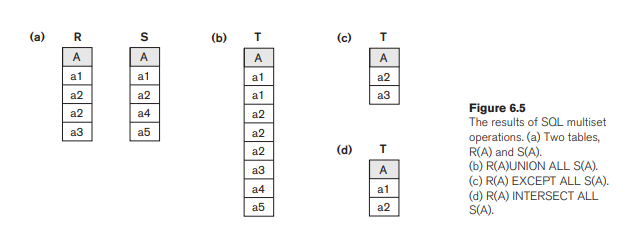 (a) R S
A A
a1 a1
a2 a2
a2 a4
a3 a5
(b) T
A
a1
a1
a2
a2
a2
a3
a4
a5
(c) T
A
a2
a3
(d) T
A
a1
a2
Figure 6.5
The results of SQL multiset
operations. (a) Two tables,
R(A) and S(A).
(b) R(A)UNION ALL S(A).
(c) R(A) EXCEPT ALL S(A).
(d) R(A) INTERSECT ALL
S(A).